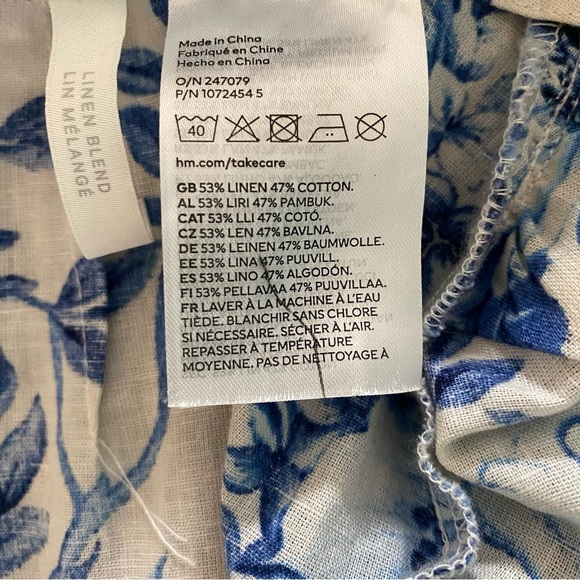 LINEN BLEND
LIN MÉLANGÉ
Made in China
Fabriqué en Chine
Hecho en China
O/N 247079
P/N 1072454 5
40
hm.com/takecare
GB 53% LINEN 47% COTTON.
AL 53% LIRI 47% PAMBUK.
CAT 53% LLI 47% COTÓ.
CZ 53% LEN 47% BAVLNA.
DE 53% LEINEN 47% BAUMWOLLE.
EE 53% LINA 47% PUUVILL.
ES 53% LINO 47% ALGODÓN.
FI 53% PELLAVAA 47% PUUVILLAA.
FR LAVER À LA MACHINE À L'EAU
TIÈDE. BLANCHIR SANS CHLORE
SI NÉCESSAIRE. SÉCHER À L'AIR.
REPASSER À TEMPÉRATURE
MOYENNE. PAS DE NETTOYAGE À